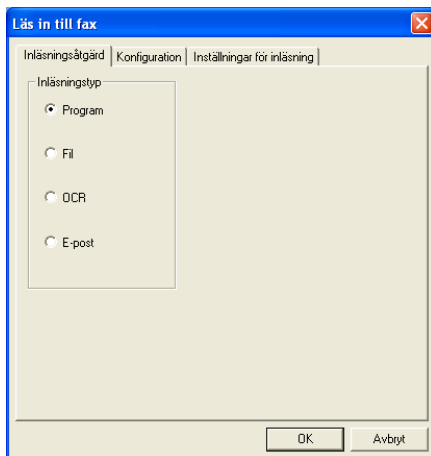 Läs in till fax
Inläsningsåtgärd Konfiguration Inställningar för inläsning
Inläsningstyp
Program
Fil
OCR
E-post
OK Avbryt